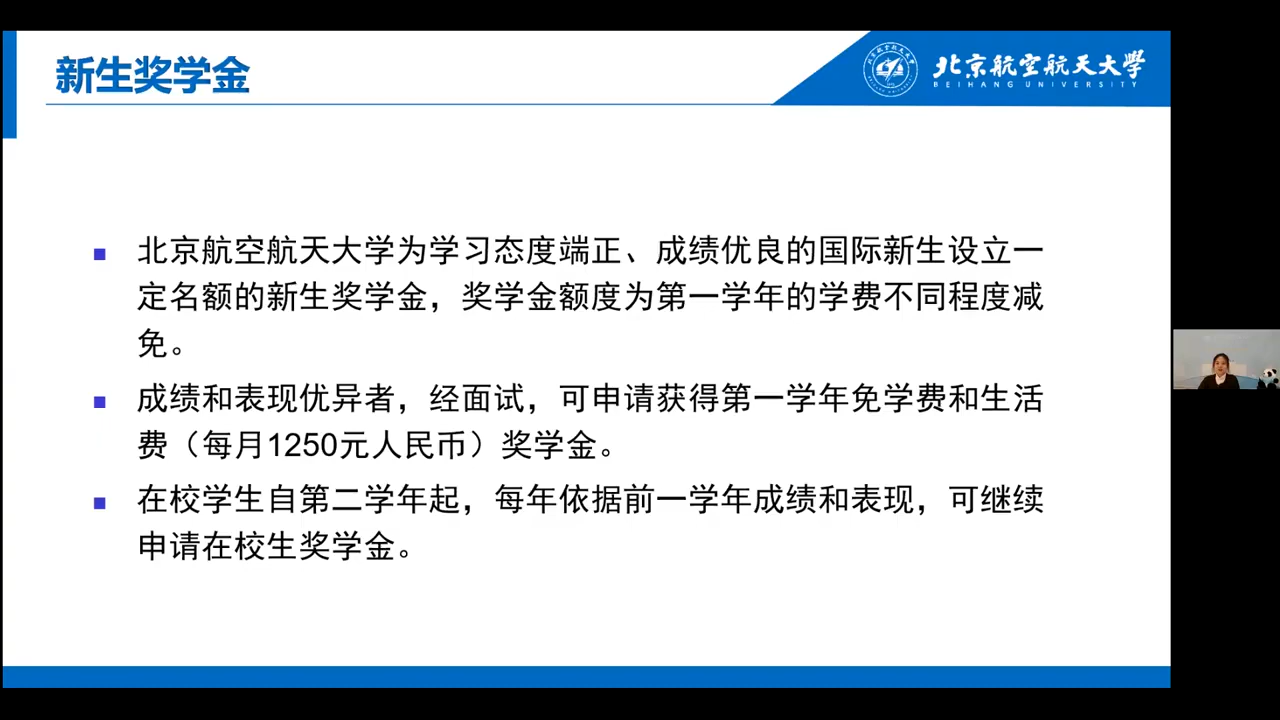 新生奖学金
北京航空航天大學
BEIHANG UNIVERSITY
北京航空航天大学为学习态度端正、成绩优良的国际新生设立一
定名额的新生奖学金，奖学金额度为第一学年的学费不同程度减
免。
成绩和表现优异者，经面试，可申请获得第一学年免学费和生活
费（每月1250元人民币）奖学金。
在校学生自第二学年起，每年依据前一学年成绩和表现，可继续
申请在校生奖学金。